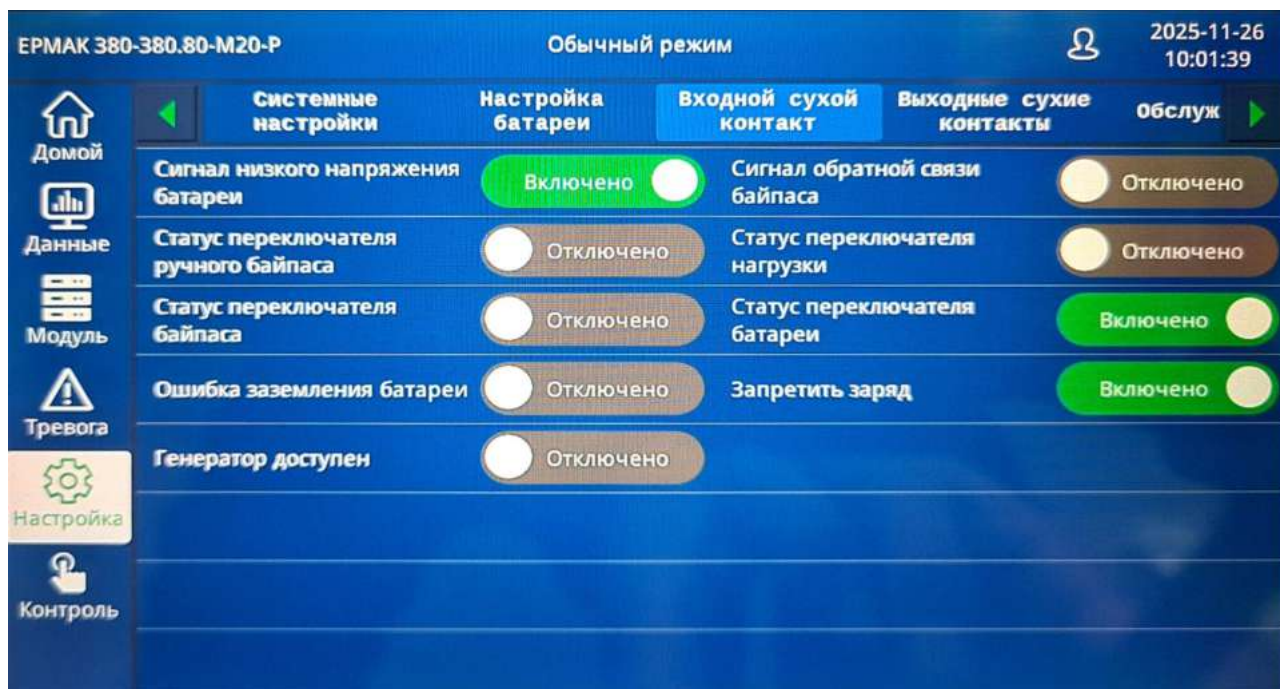 ЕРМАК 380-380.80-М20-Р
Обычный режим
2025-11-26
10:01:39
Домой
Данные
Модуль
Тревога
Настройка
Контроль
Системные
настройки
Настройка
батареи
Входной сухой
контакт
Выходные сухие
контакты
Обслуж
Сигнал низкого напряжения
батареи
Включено
Сигнал обратной связи
байпаса
Отключено
Статус переключателя
ручного байпаса
Отключено
Статус переключателя
нагрузки
Отключено
Статус переключателя
байпаса
Отключено
Статус переключателя
батареи
Включено
Ошибка заземления батареи
Отключено
Запретить заряд
Включено
Генератор доступен
Отключено